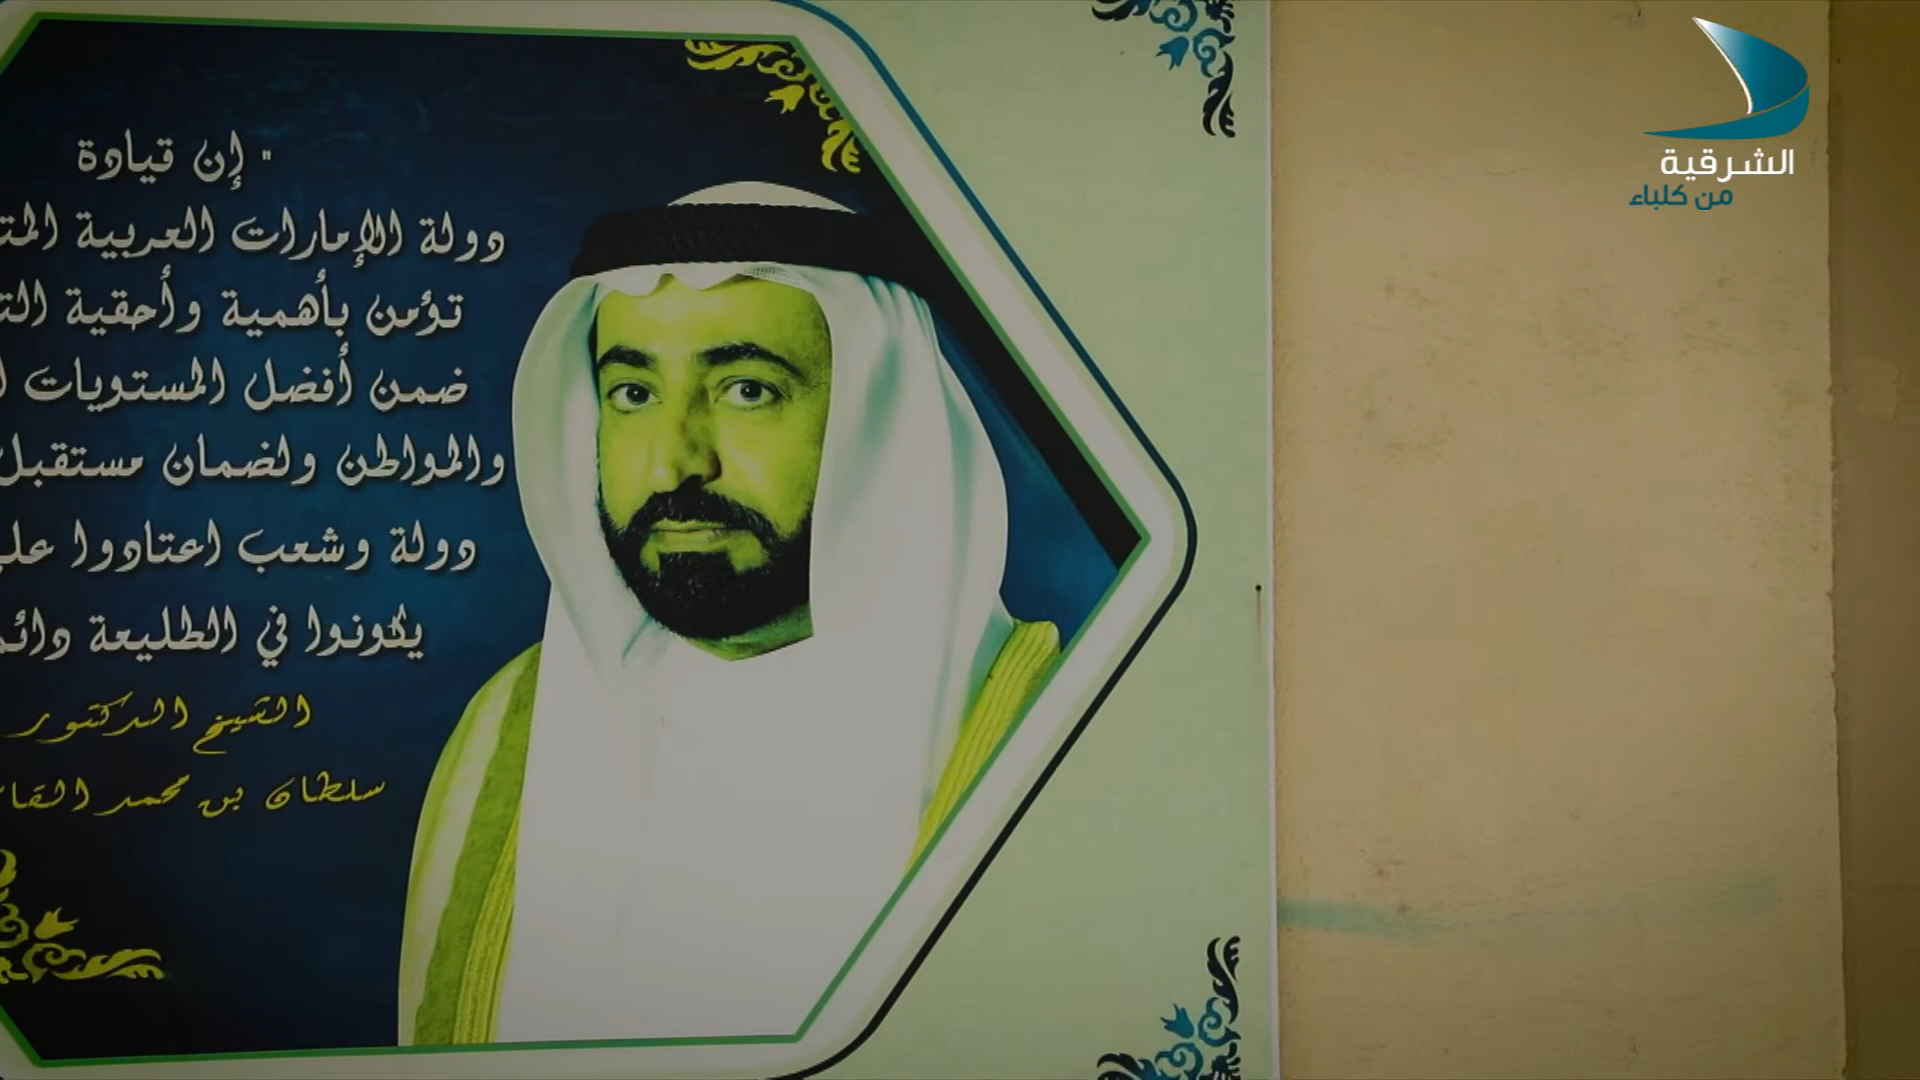 " إن قيادة
دولة الإمارات العربية
تؤمن بأهمية وأحقية
ضمن أفضل المستويات
والمواطن ولضمان مستقبل
دولة وشعب اعتادوا
يكونوا في الطليعة
الشيخ الدكتور
سلطان بن محمد
الشرقية
من كلباء